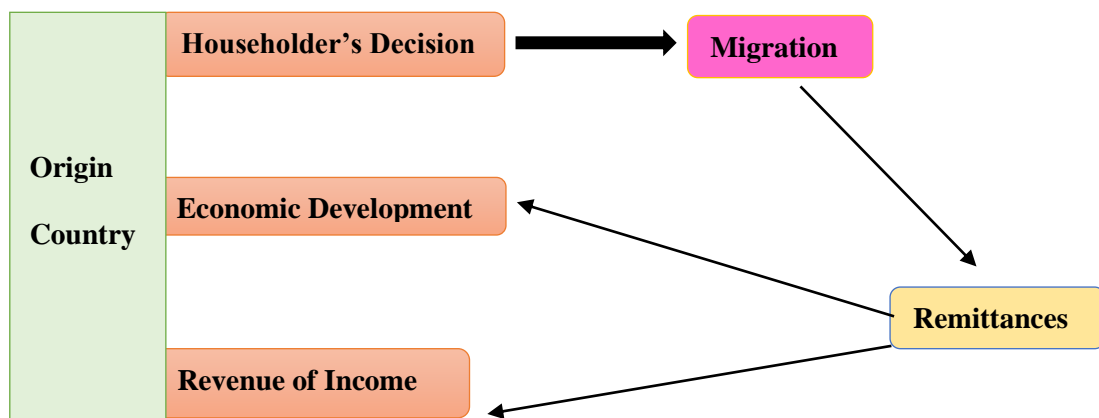 Householder’s Decision
Migration
Origin
Country
Economic Development
Remittances
Revenue of Income